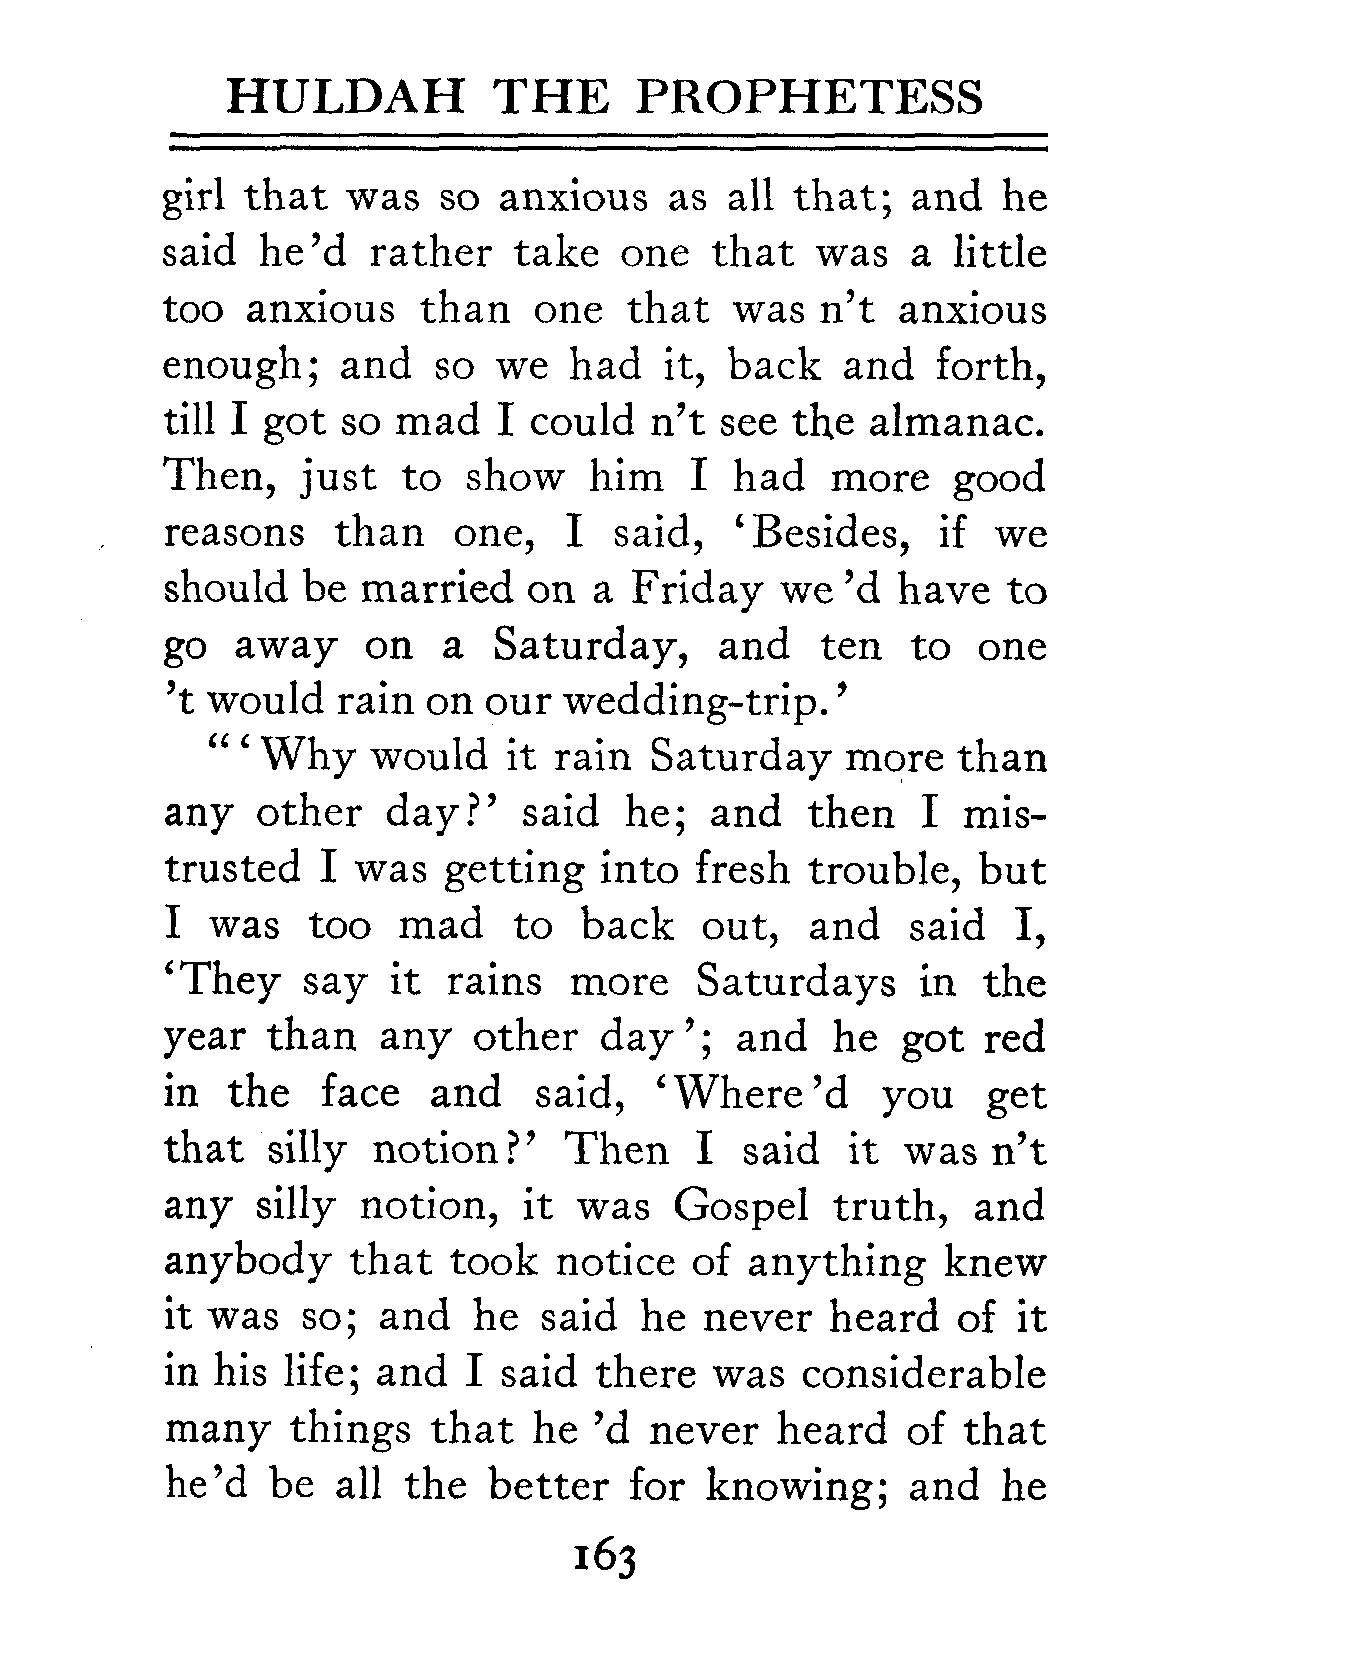 HULDAH THE PROPHETESS
girl that was so anxious as all that; and he
said he'd rather take one that was a little
too anxious than one that was n't anxious
enough; and so we had it, back and forth,
till I got so mad I could n't see the almanac.
Then, just to show him I had more good
reasons than one, I said, ‘Besides, if we
should be married on a Friday we 'd have to
go away on a Saturday, and ten to one
't would rain on our wedding-trip.’
“‘Why would it rain Saturday more than
any other day?’ said he; and then I mis-
trusted I was getting into fresh trouble, but
I was too mad to back out, and said I,
‘They say it rains more Saturdays in the
year than any other day’; and he got red
in the face and said, ‘Where 'd you get
that silly notion?’ Then I said it was n't
any silly notion, it was Gospel truth, and
anybody that took notice of anything knew
it was so; and he said he never heard of it
in his life; and I said there was considerable
many things that he 'd never heard of that
he'd be all the better for knowing; and he
163